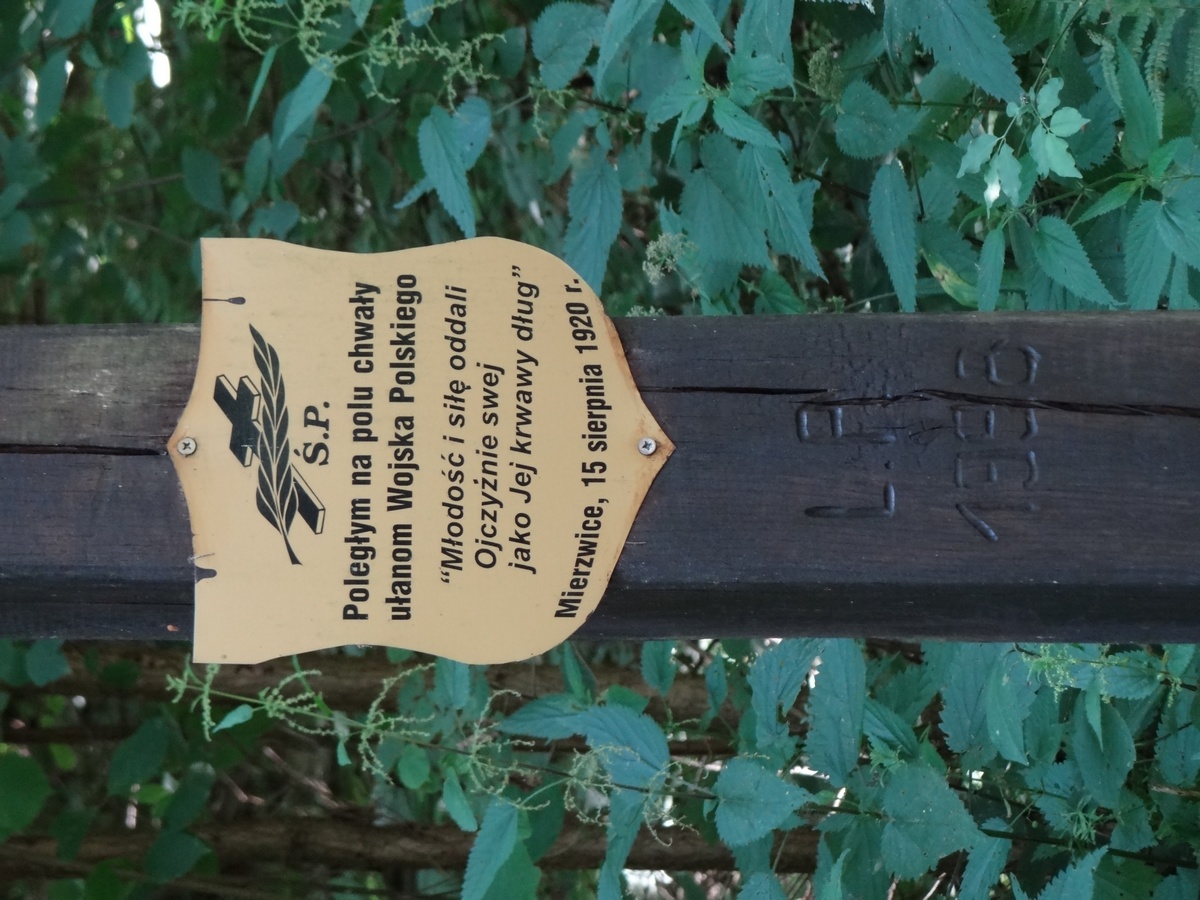 Ś.P.
Poległym na polu chwały
ułanom Wojska Polskiego
“Młodość i siłę oddali
Ojczyźnie swej
jako Jej krwawy dług”
Mierzwice, 15 sierpnia 1920 r.